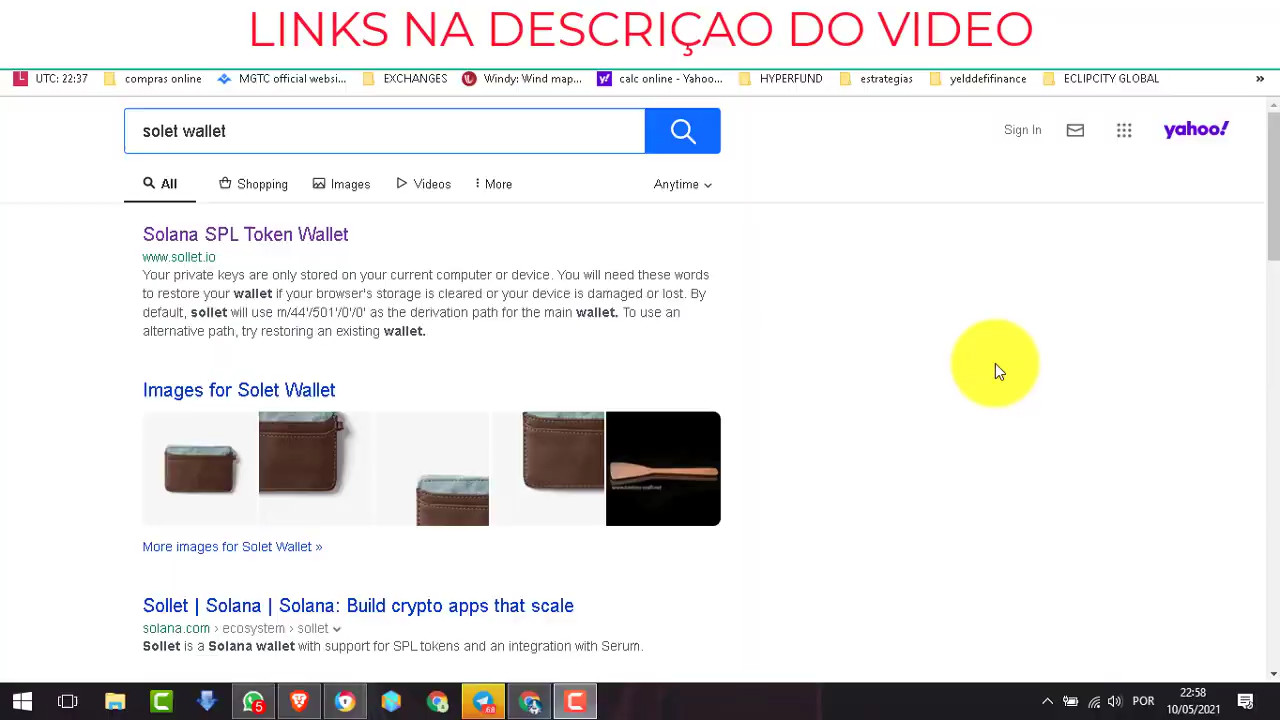 LINKS NA DESCRIÇAO DO VIDEO
UTC: 22:37 compras online MGTC official websi... EXCHANGES Windy: Wind map... calc online - Yahoo... HYPERFUND estrategias yelddefifinance ECLIPCITY GLOBAL »
solet wallet
Sign In yahoo!
All Shopping Images Videos More Anytime
Solana SPL Token Wallet
www.sollet.io
Your private keys are only stored on your current computer or device. You will need these words
to restore your wallet if your browser's storage is cleared or your device is damaged or lost. By
default, sollet will use m/44'/501'/0'/0' as the derivation path for the main wallet. To use an
alternative path, try restoring an existing wallet.
Images for Solet Wallet
More images for Solet Wallet »
Sollet | Solana | Solana: Build crypto apps that scale
solana.com › ecosystem › sollet
Sollet is a Solana wallet with support for SPL tokens and an integration with Serum.
5 68 POR 22:58
10/05/2021